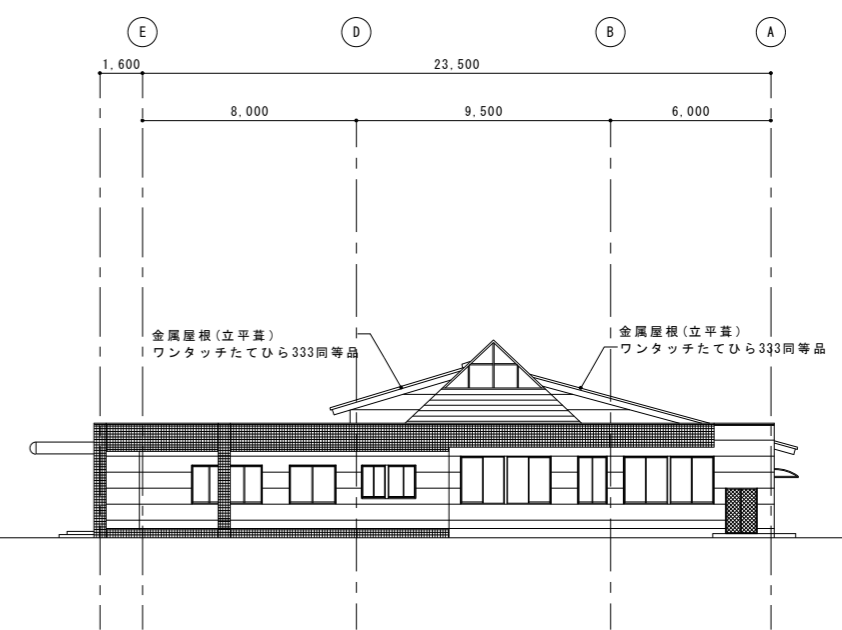 E
D
B
A
1,600
23,500
8,000
9,500
6,000
金属屋根(立平葺)
ワンタッチたてひら333同等品
金属屋根(立平葺)
ワンタッチたてひら333同等品